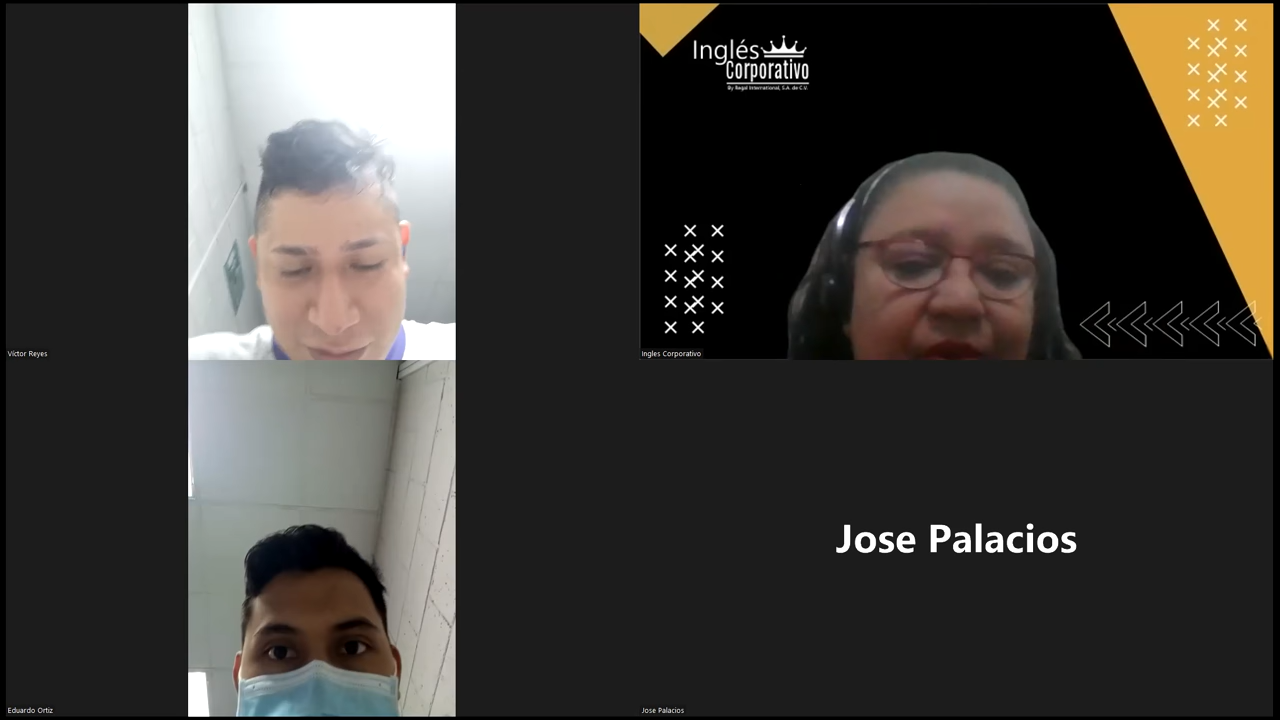 Inglés
Corporativo
By Regal International, S.A. de C.V.
Víctor Reyes
Ingles Corporativo
Jose Palacios
Eduardo Ortiz
Jose Palacios